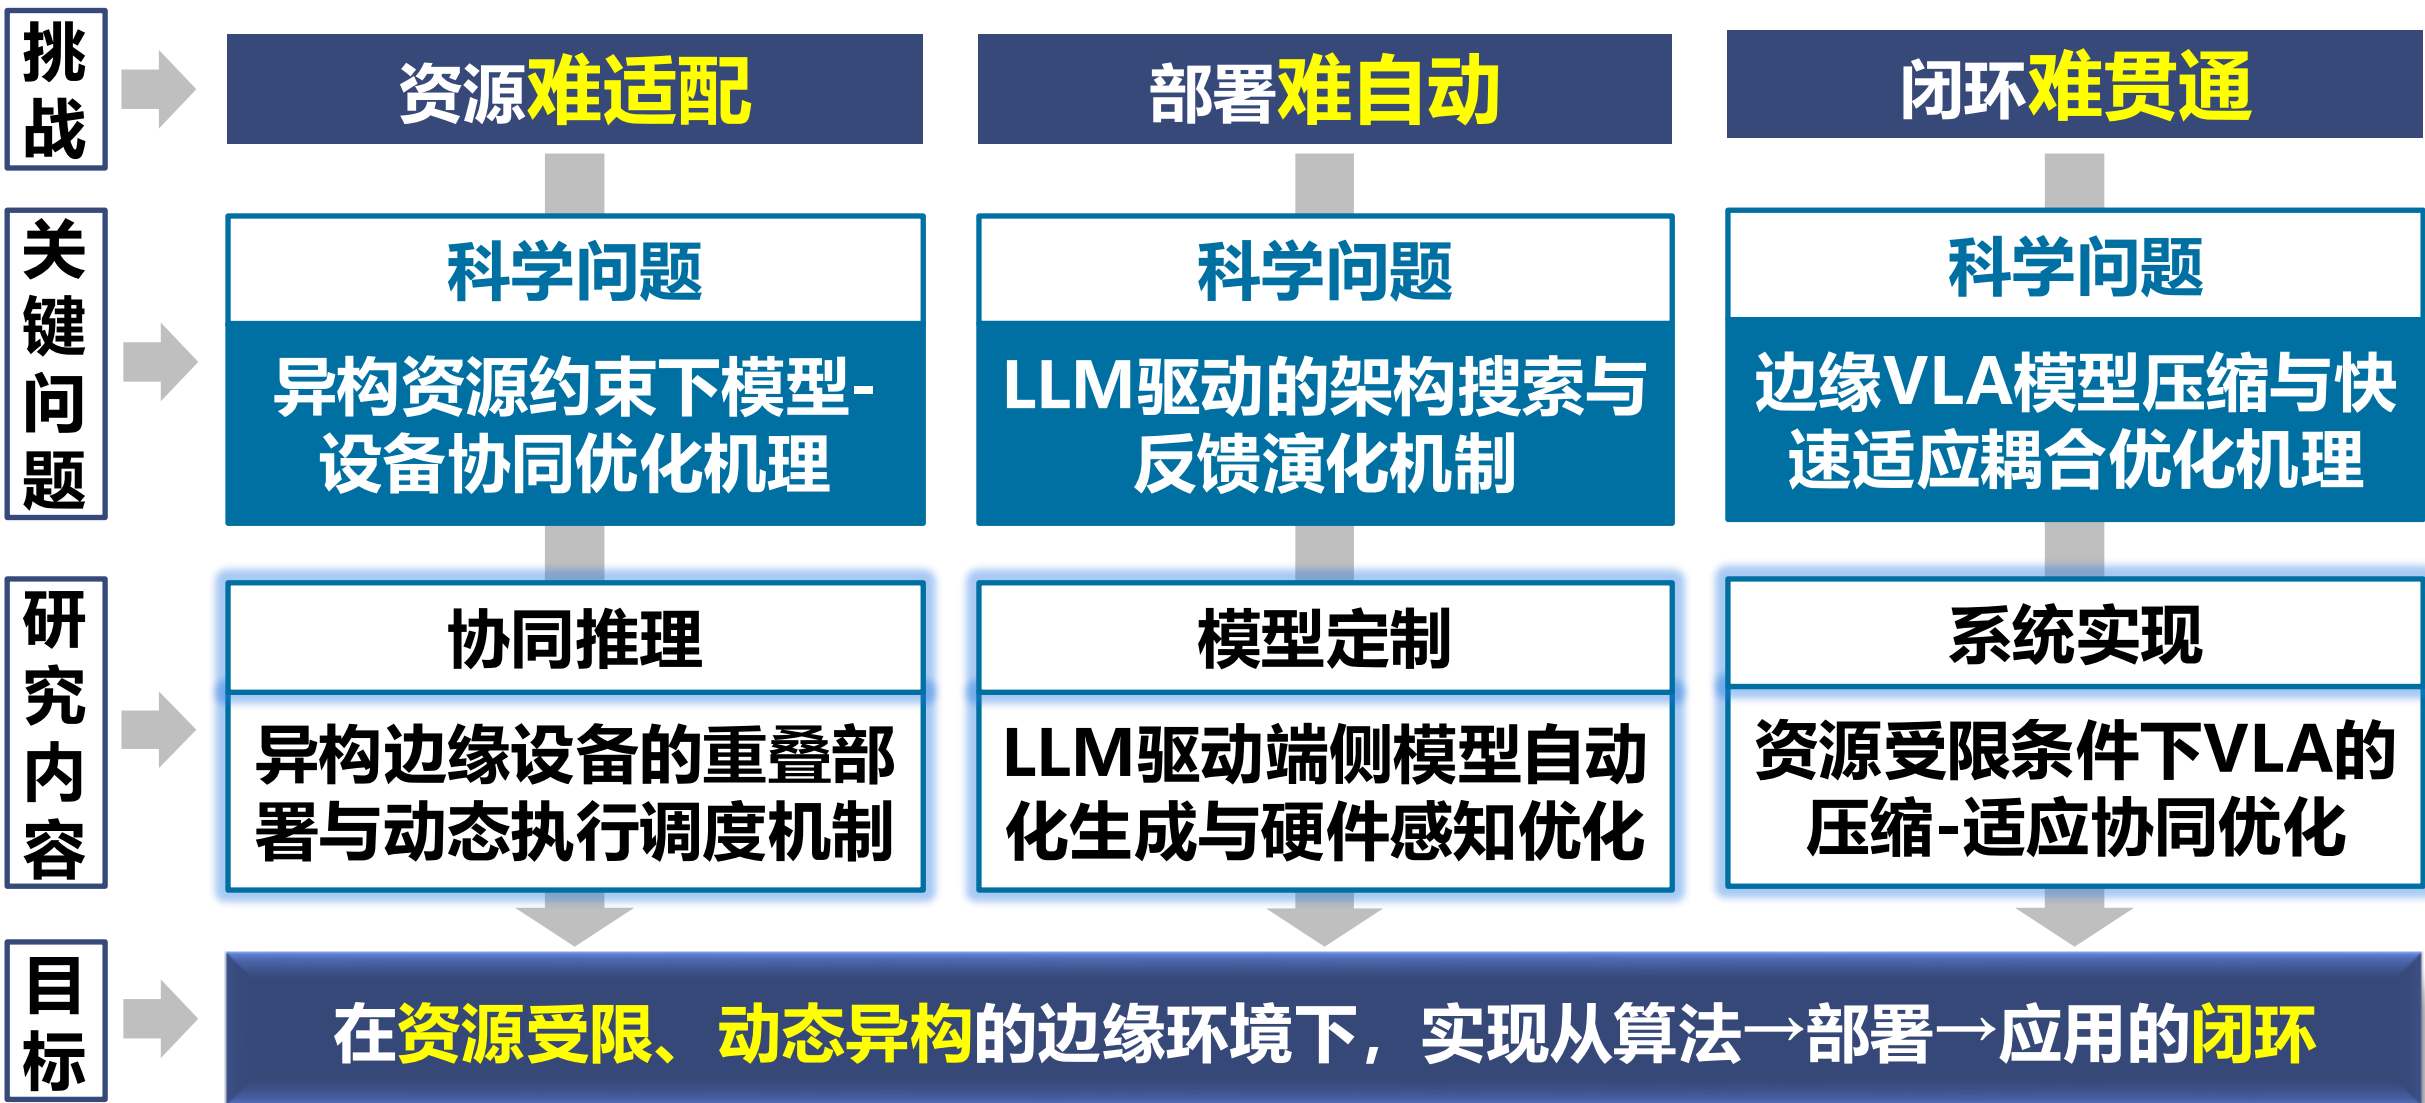 挑战
资源难适配
部署难自动
闭环难贯通
关键问题
科学问题
异构资源约束下模型-
设备协同优化机理
科学问题
LLM驱动的架构搜索与
反馈演化机制
科学问题
边缘VLA模型压缩与快
速适应耦合优化机理
研究内容
协同推理
异构边缘设备的重叠部
署与动态执行调度机制
模型定制
LLM驱动端侧模型自动
化生成与硬件感知优化
系统实现
资源受限条件下VLA的
压缩-适应协同优化
目标
在资源受限、动态异构的边缘环境下，实现从算法→部署→应用的闭环